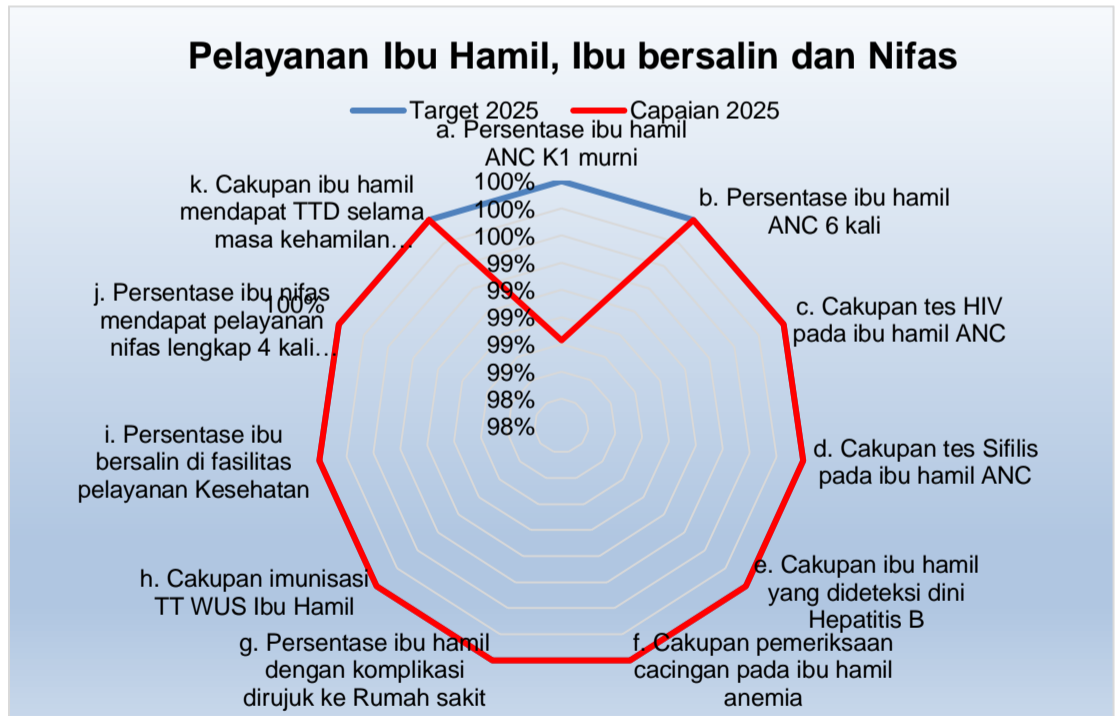 Pelayanan Ibu Hamil, Ibu bersalin dan Nifas
Target 2025
Capaian 2025
a. Persentase ibu hamil
ANC K1 murni
b. Persentase ibu hamil
ANC 6 kali
c. Cakupan tes HIV
pada ibu hamil ANC
d. Cakupan tes Sifilis
pada ibu hamil ANC
e. Cakupan ibu hamil
yang dideteksi dini
Hepatitis B
f. Cakupan pemeriksaan
cacingan pada ibu hamil
anemia
g. Persentase ibu hamil
dengan komplikasi
dirujuk ke Rumah sakit
h. Cakupan imunisasi
TT WUS Ibu Hamil
i. Persentase ibu
bersalin di fasilitas
pelayanan Kesehatan
j. Persentase ibu nifas
mendapat pelayanan
nifas lengkap 4 kali…
k. Cakupan ibu hamil
mendapat TTD selama
masa kehamilan…
100%
100%
100%
100%
99%
99%
99%
99%
99%
98%
98%